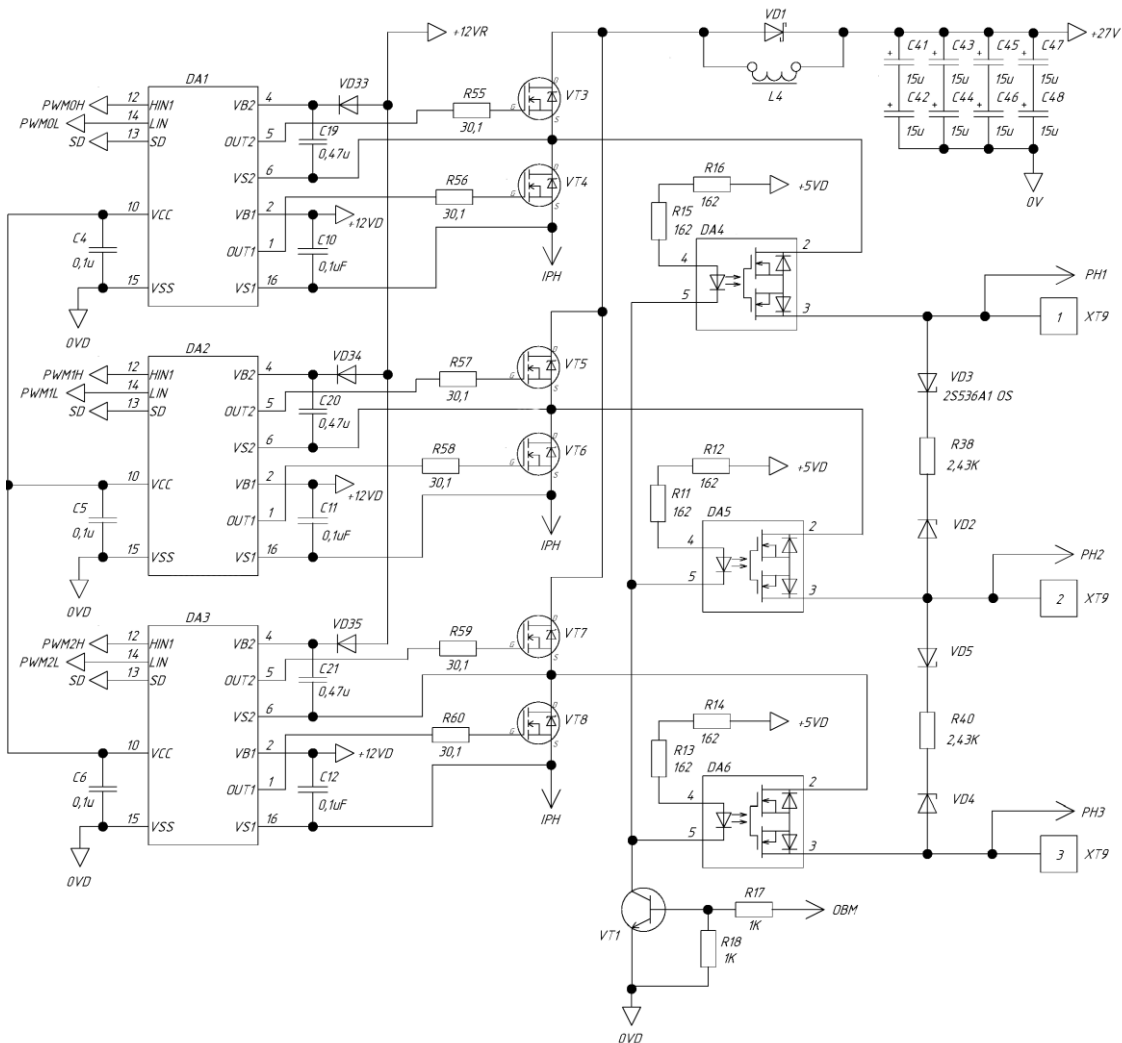 VD1
+12VR
+27V
C41
C43
C45
C47
15u
15u
15u
15u
L4
C42
C44
C46
C48
15u
15u
15u
15u
0V
DA1
VD33
PWM0H
12
HIN1
VB2
4
R55
30,1
VT3
D
G
S
PWM0L
14
LIN
SD
13
SD
OUT2
5
C19
0,47u
VS2
6
R56
30,1
VT4
D
G
S
10
VCC
VB1
2
+12VD
C4
0,1u
OUT1
1
C10
0,1uF
15
VSS
VS1
16
IPH
0VD
R16
162
+5VD
R15
162
DA4
4
2
5
3
PH1
1
XT9
DA2
VD34
PWM1H
12
HIN1
VB2
4
R57
30,1
VT5
D
G
S
PWM1L
14
LIN
SD
13
SD
OUT2
5
C20
0,47u
VS2
6
R58
30,1
VT6
D
G
S
10
VCC
VB1
2
+12VD
C5
0,1u
OUT1
1
C11
0,1uF
15
VSS
VS1
16
IPH
0VD
VD3
2S536A1 OS
R38
2,43K
R12
162
+5VD
R11
162
DA5
4
2
5
3
VD2
PH2
2
XT9
DA3
VD35
PWM2H
12
HIN1
VB2
4
R59
30,1
VT7
D
G
S
PWM2L
14
LIN
SD
13
SD
OUT2
5
C21
0,47u
VS2
6
R60
30,1
VT8
D
G
S
10
VCC
VB1
2
+12VD
C6
0,1u
OUT1
1
C12
0,1uF
15
VSS
VS1
16
IPH
0VD
VD5
R14
162
+5VD
R13
162
R40
2,43K
DA6
4
2
5
3
VD4
PH3
3
XT9
R17
1K
OBM
VT1
R18
1K
0VD